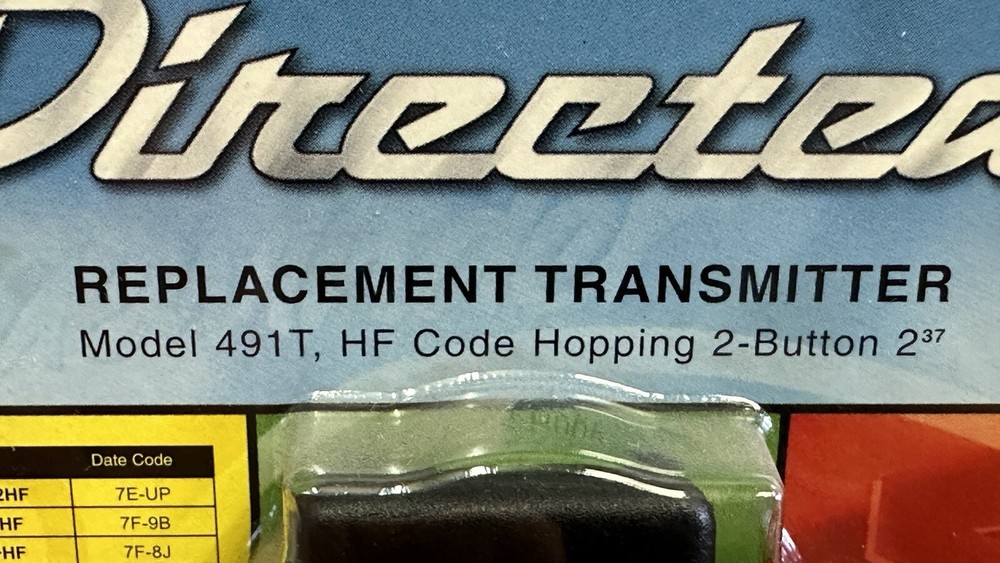 Directed
REPLACEMENT TRANSMITTER
Model 491T, HF Code Hopping 2-Button 2³⁷
Date Code
2HF 7E-UP
HF 7F-9B
HF 7F-8J